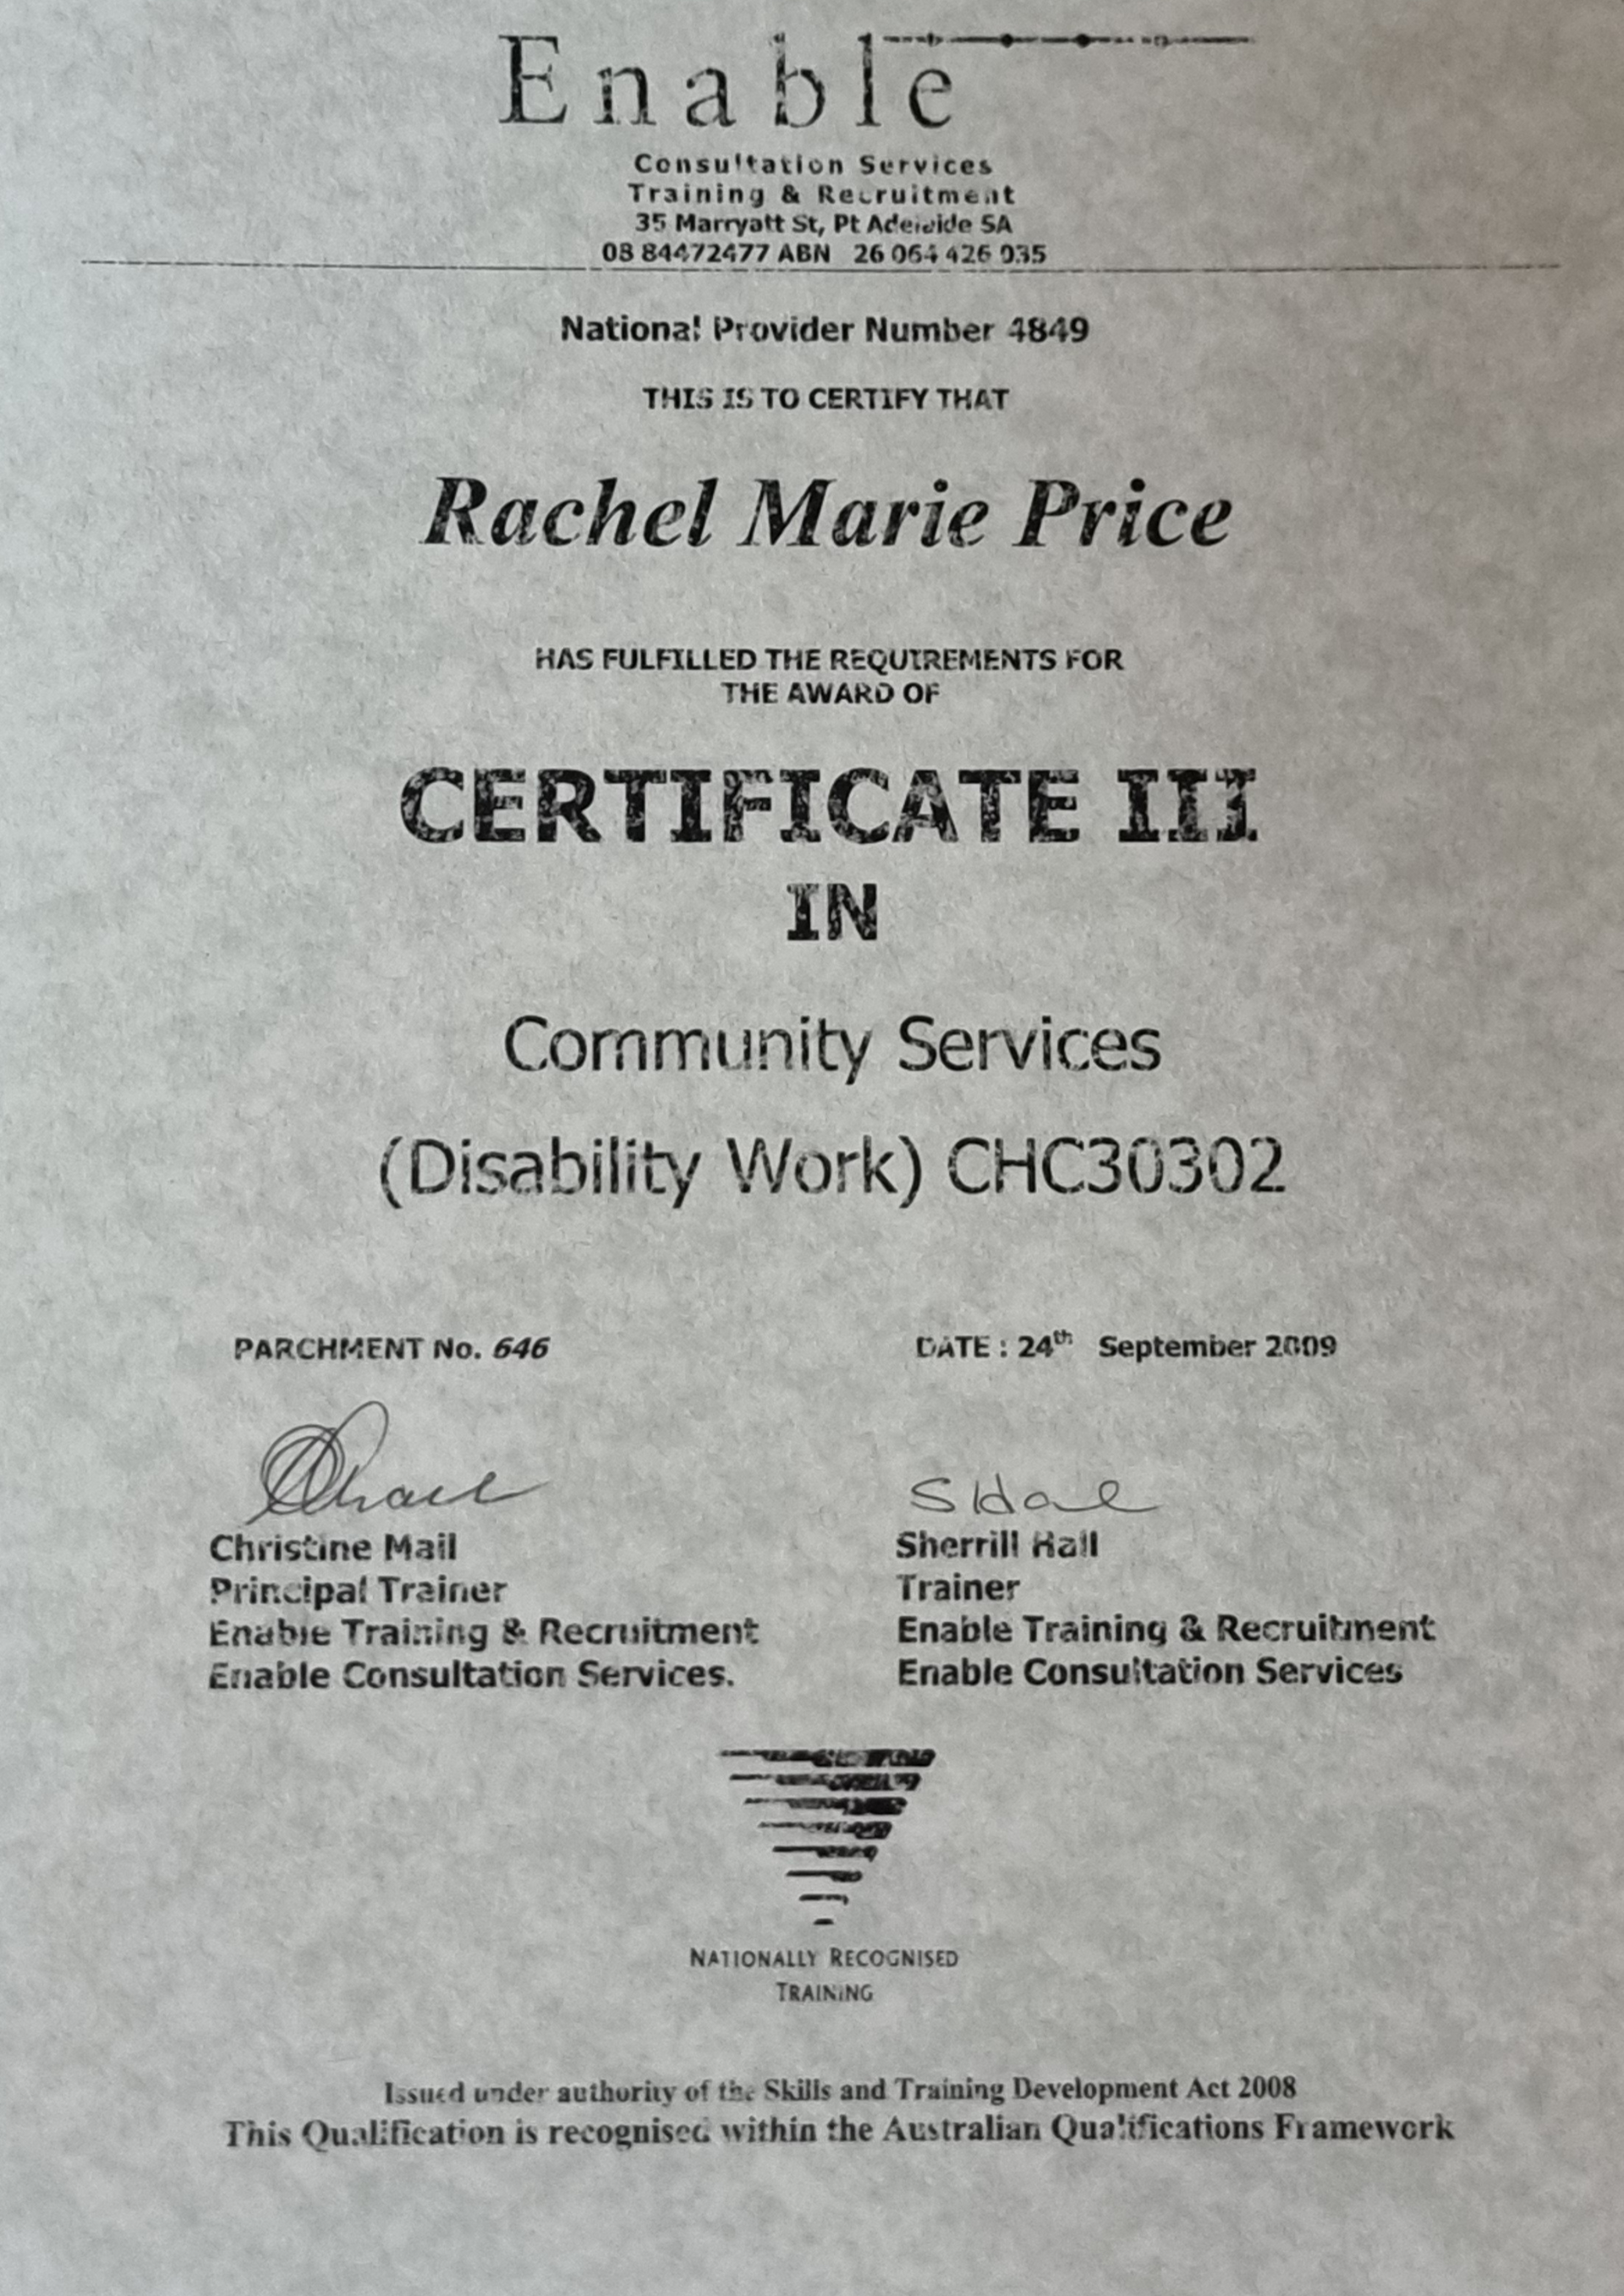 Enable
Consultation Services
Training & Recruitment
35 Marryatt St, Pt Adelaide SA
08 84472477 ABN 26 064 426 035
National Provider Number 4849
THIS IS TO CERTIFY THAT
Rachel Marie Price
HAS FULFILLED THE REQUIREMENTS FOR
THE AWARD OF
CERTIFICATE III
IN
Community Services
(Disability Work) CHC30302
PARCHMENT No. 646 DATE : 24th September 2009
Christine Mail
Principal Trainer
Enable Training & Recruitment
Enable Consultation Services.
SHall
Sherrill Hall
Trainer
Enable Training & Recruitment
Enable Consultation Services
NATIONALLY RECOGNISED
TRAINING
Issued under authority of the Skills and Training Development Act 2008
This Qualification is recognised within the Australian Qualifications Framework